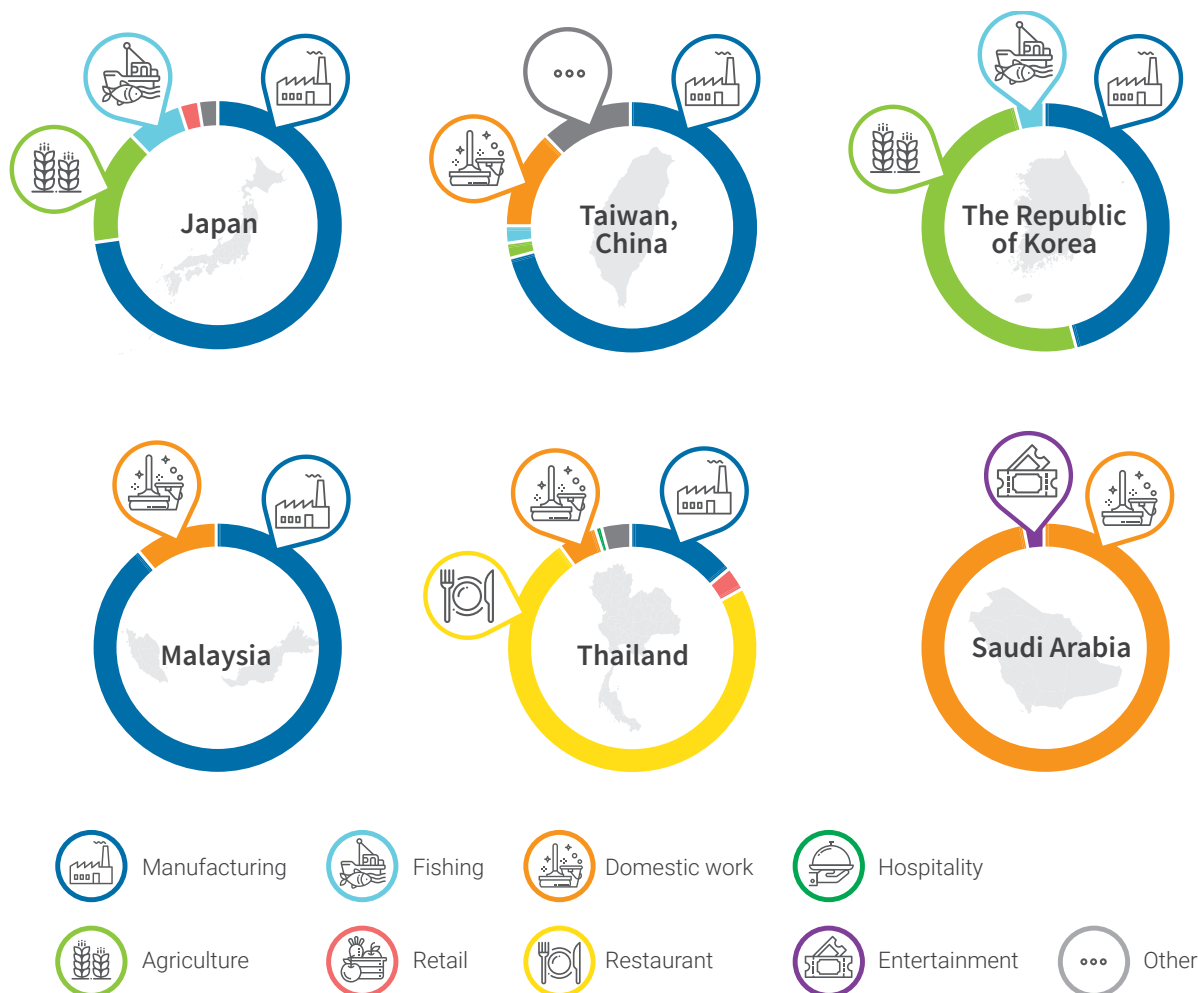 Japan
Taiwan,
China
The Republic
of Korea
Malaysia
Thailand
Saudi Arabia
Manufacturing
Fishing
Domestic work
Hospitality
Agriculture
Retail
Restaurant
Entertainment
Other